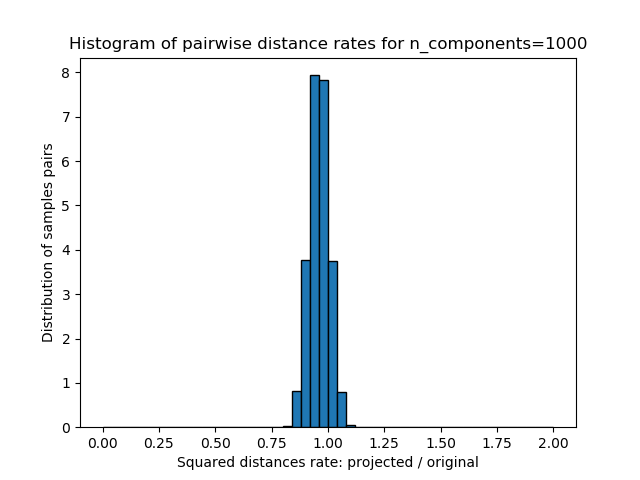 Histogram of pairwise distance rates for n_components=1000
8
7
6
5
4
3
2
1
0
Distribution of samples pairs
0.00 0.25 0.50 0.75 1.00 1.25 1.50 1.75 2.00
Squared distances rate: projected / original